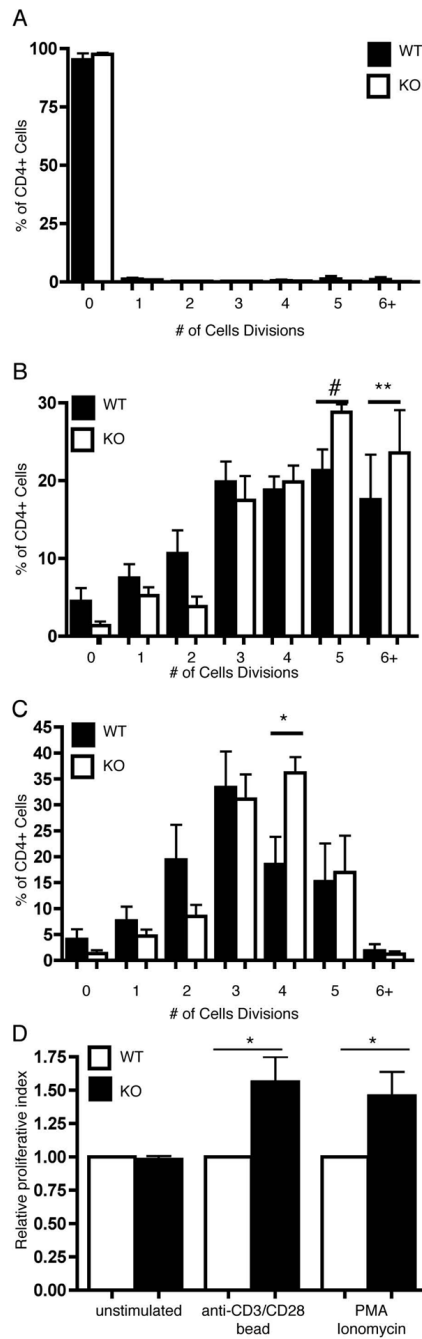 A
100
75
50
25
0
% of CD4+ Cells
WT
KO
0 1 2 3 4 5 6+
# of Cells Divisions
B
30
20
10
0
% of CD4+ Cells
WT
KO
#
**
0 1 2 3 4 5 6+
# of Cells Divisions
C
45
40
35
30
25
20
15
10
5
0
% of CD4+ Cells
WT
KO
*
0 1 2 3 4 5 6+
# of Cells Divisions
D
1.75
1.50
1.25
1.00
0.75
0.50
0.25
0.00
Relative proliferative index
WT
KO
*
*
unstimulated anti-CD3/CD28 PMA
bead Ionomycin